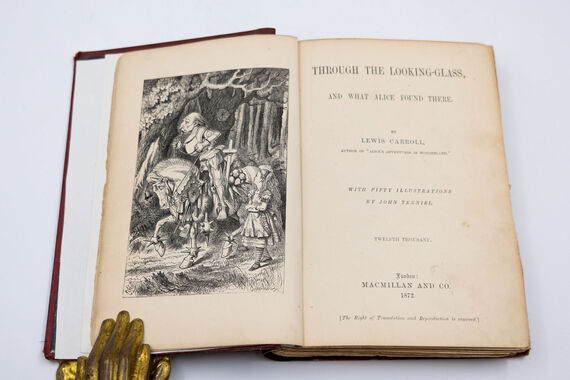 THROUGH THE LOOKING-GLASS,
AND WHAT ALICE FOUND THERE.
BY
LEWIS CARROLL,
AUTHOR OF "ALICE'S ADVENTURES IN WONDERLAND."
WITH FIFTY ILLUSTRATIONS
BY JOHN TENNIEL.
TWELFTH THOUSAND.
London:
MACMILLAN AND CO.
1872.
[The Right of Translation and Reproduction is reserved.]